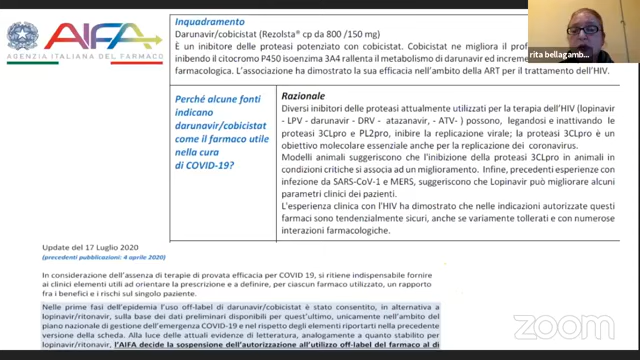 Inquadramento
Darunavir/cobicistat (Rezolsta® cp da 800 /150 mg)
È un inibitore delle proteasi potenziato con cobicistat. Cobicistat ne migliora il prof
inibendo il citocromo P450 isoenzima 3A4 rallenta il metabolismo di darunavir ed increme
farmacologica. L'associazione ha dimostrato la sua efficacia nell'ambito della ART per il trattamento dell'HIV.
rita bellagamb...
AIFA
AGENZIA ITALIANA DEL FARMACO
Perché alcune fonti
indicano
darunavir/cobicistat
come il farmaco utile
nella cura
di COVID-19?
Razionale
Diversi inibitori delle proteasi attualmente utilizzati per la terapia dell'HIV (lopinavir
- LPV - darunavir - DRV - atazanavir, -ATV- ) possono, legandosi e inattivando le
proteasi 3CLpro e PL2pro, inibire la replicazione virale; la proteasi 3CLpro è un
obiettivo molecolare essenziale anche per la replicazione dei coronavirus.
Modelli animali suggeriscono che l'inibizione della proteasi 3CLpro in animali in
condizioni critiche si associa ad un miglioramento. Infine, precedenti esperienze con
infezione da SARS-CoV-1 e MERS, suggeriscono che Lopinavir può migliorare alcuni
parametri clinici dei pazienti.
L'esperienza clinica con l'HIV ha dimostrato che nelle indicazioni autorizzate questi
farmaci sono tendenzialmente sicuri, anche se variamente tollerati e con numerose
interazioni farmacologiche.
Update del 17 Luglio 2020
(precedenti pubblicazioni: 4 aprile 2020)
In considerazione dell'assenza di terapie di provata efficacia per COVID 19, si ritiene indispensabile fornire
ai clinici elementi utili ad orientare la prescrizione e a definire, per ciascun farmaco utilizzato, un rapporto
fra i benefici e i rischi sul singolo paziente.
Nelle prime fasi dell'epidemia l'uso off-label di darunavir/cobicistat è stato consentito, in alternativa a
lopinavir/ritonavir, sulla base dei dati preliminari disponibili per quest'ultimo, unicamente nell'ambito del
piano nazionale di gestione dell'emergenza COVID-19 e nel rispetto degli elementi riportati nella precedente
versione della scheda. Alla luce delle attuali evidenze di letteratura, analogamente a quanto stabilito per
lopinavir/ritonavir, l'AIFA decide la sospensione dell'autorizzazione all'utilizzo off-label del farmaco al di
zoom